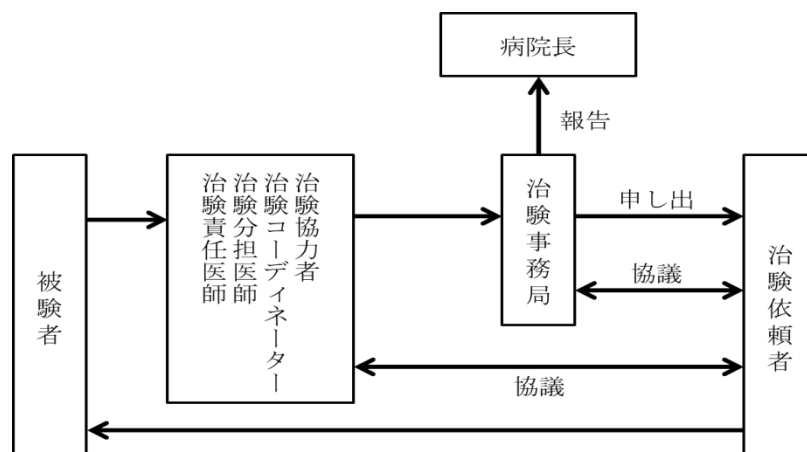 病院長
報告
被験者
治験協力者
治験コーディネーター
治験分担医師
治験責任医師
治験事務局
申し出
協議
協議
治験依頼者